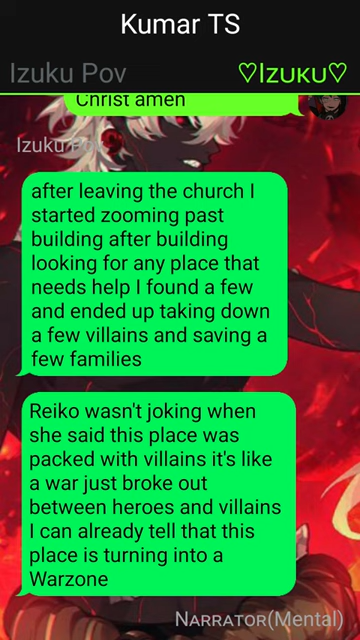 Kumar TS
Izuku Pov
♡Izuku♡
Christ amen
Izuku Pov
after leaving the church I
started zooming past
building after building
looking for any place that
needs help I found a few
and ended up taking down
a few villains and saving a
few families
Reiko wasn't joking when
she said this place was
packed with villains it's like
a war just broke out
between heroes and villains
I can already tell that this
place is turning into a
Warzone
Narrator(Mental)